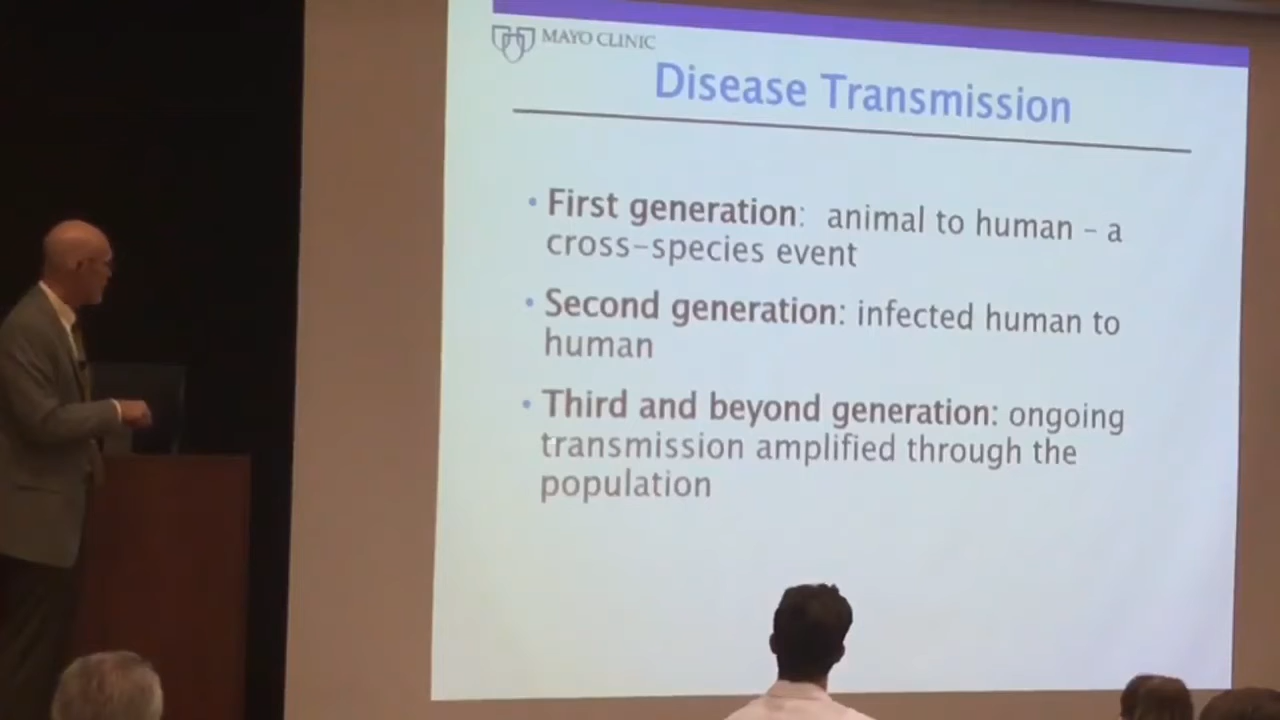 MAYO CLINIC
Disease Transmission
• First generation: animal to human – a
cross-species event
• Second generation: infected human to
human
• Third and beyond generation: ongoing
transmission amplified through the
population